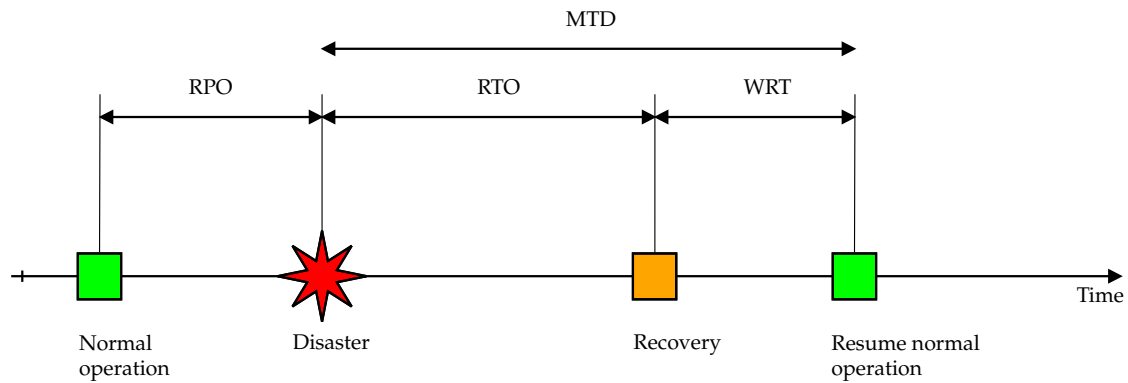 MTD
RPO
RTO
WRT
Time
Normal
operation
Disaster
Recovery
Resume normal
operation